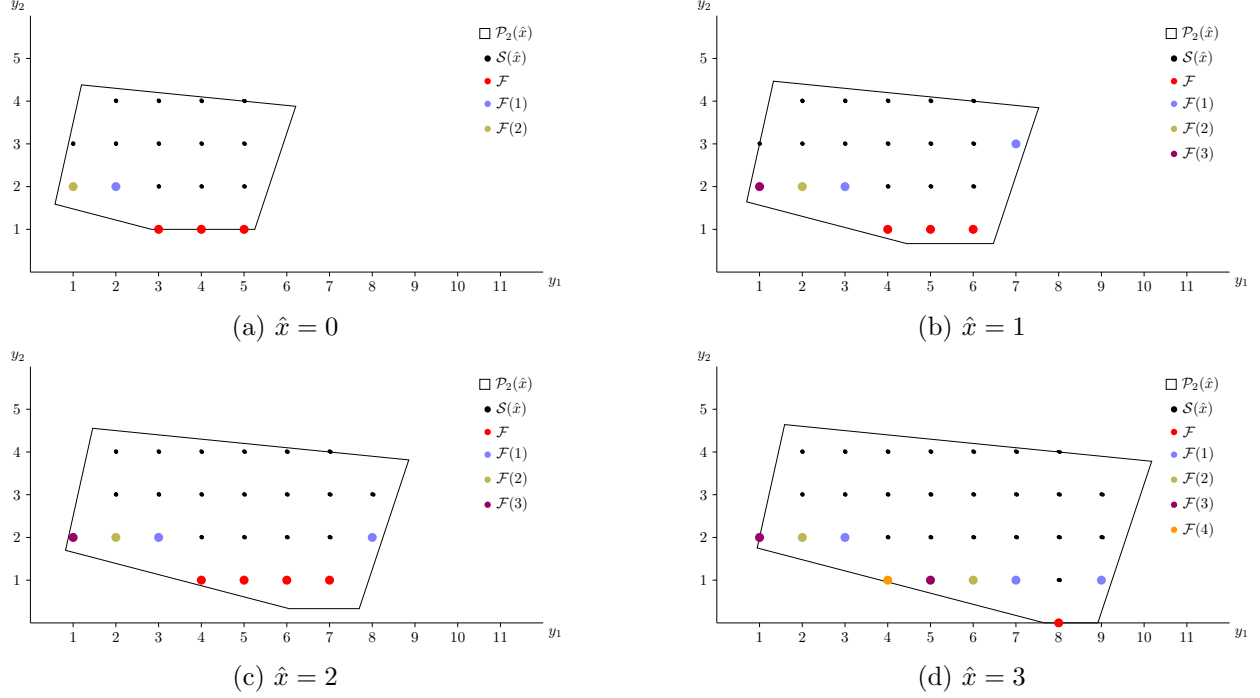 y₂
5
4
3
2
1
1 2 3 4 5 6 7 8 9 10 11 y₁
𝒫₂(x̂)
𝒮(x̂)
ℱ
ℱ(1)
ℱ(2)
(a) x̂ = 0
y₂
5
4
3
2
1
1 2 3 4 5 6 7 8 9 10 11 y₁
𝒫₂(x̂)
𝒮(x̂)
ℱ
ℱ(1)
ℱ(2)
ℱ(3)
(b) x̂ = 1
y₂
5
4
3
2
1
1 2 3 4 5 6 7 8 9 10 11 y₁
𝒫₂(x̂)
𝒮(x̂)
ℱ
ℱ(1)
ℱ(2)
ℱ(3)
(c) x̂ = 2
y₂
5
4
3
2
1
1 2 3 4 5 6 7 8 9 10 11 y₁
𝒫₂(x̂)
𝒮(x̂)
ℱ
ℱ(1)
ℱ(2)
ℱ(3)
ℱ(4)
(d) x̂ = 3